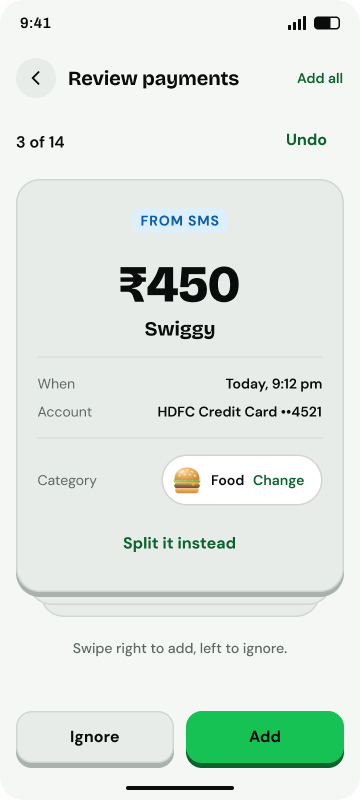 9:41
Review payments
Add all
3 of 14
Undo
FROM SMS
₹450
Swiggy
When
Today, 9:12 pm
Account
HDFC Credit Card ••4521
Category
Food
Change
Split it instead
Swipe right to add, left to ignore.
Ignore
Add